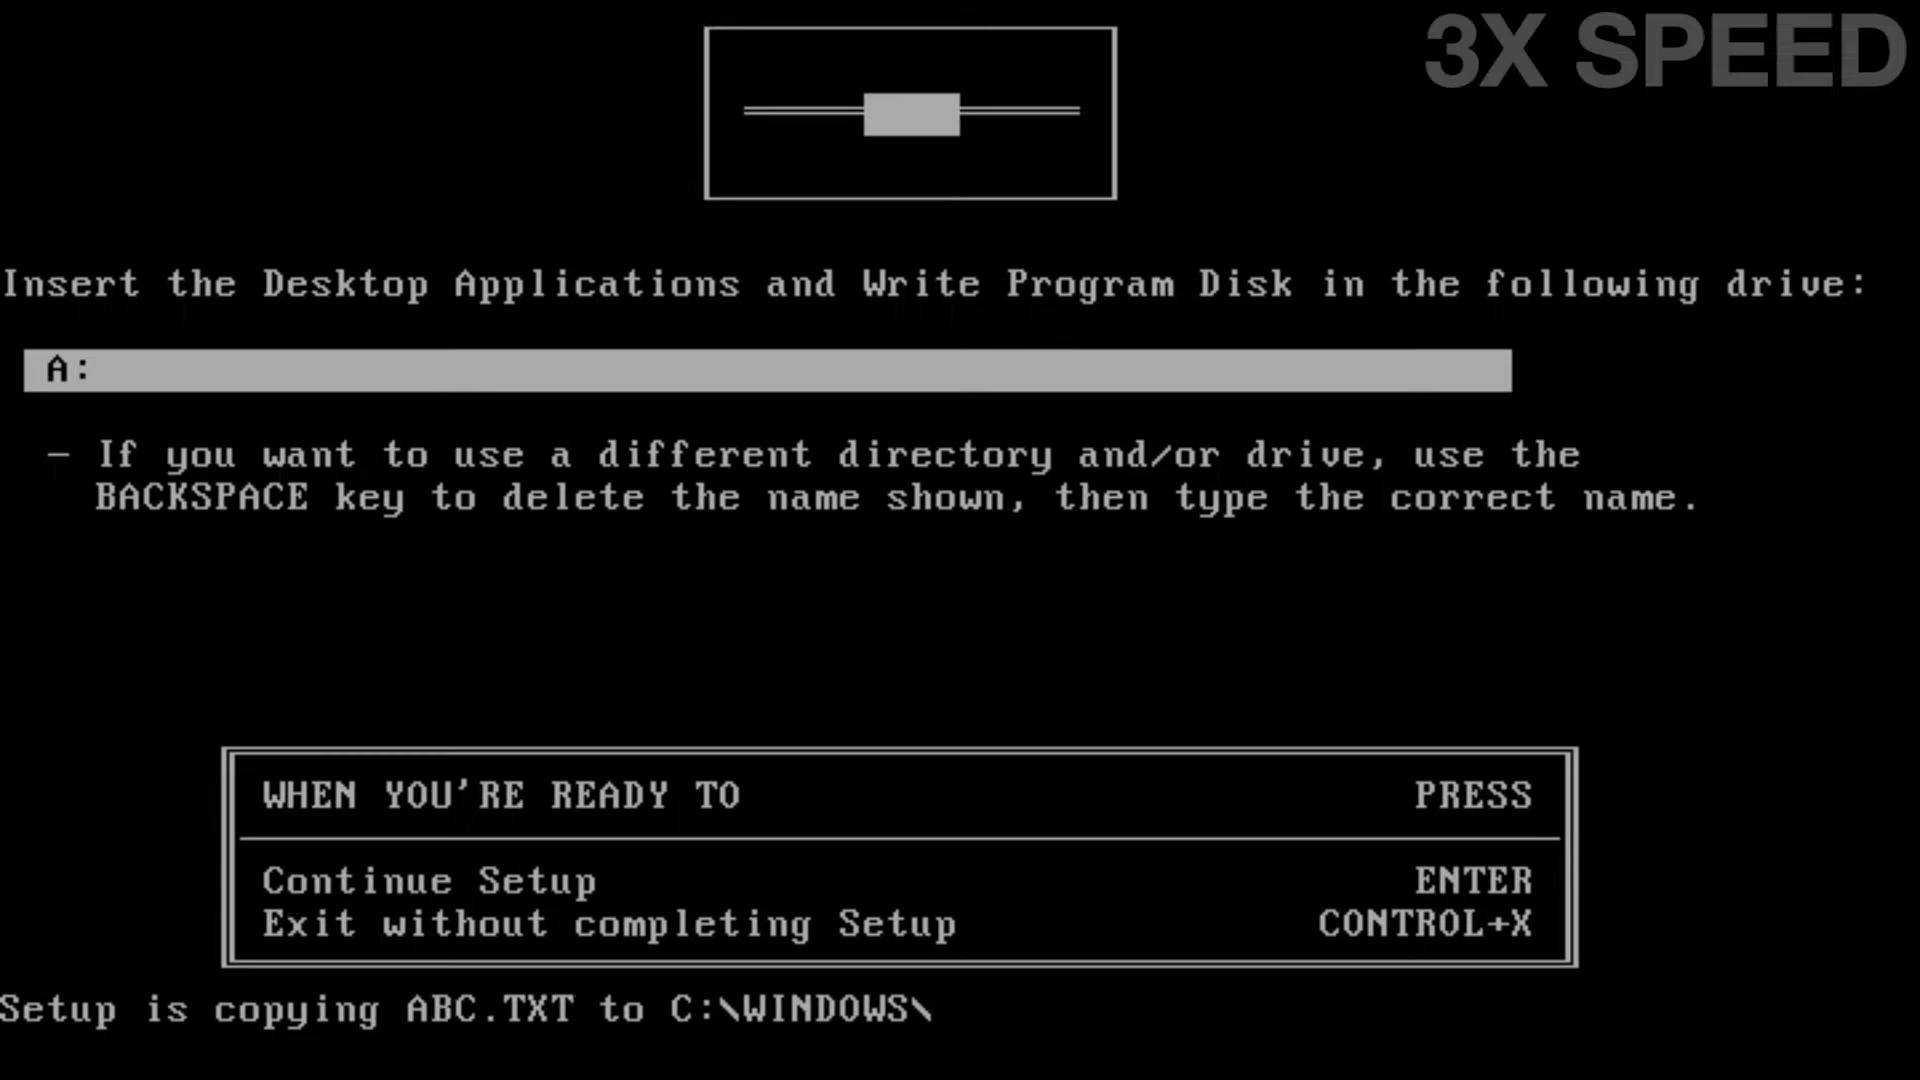 3X SPEED
Insert the Desktop Applications and Write Program Disk in the following drive:
A:
– If you want to use a different directory and/or drive, use the
BACKSPACE key to delete the name shown, then type the correct name.
WHEN YOU'RE READY TO PRESS
Continue Setup ENTER
Exit without completing Setup CONTROL+X
Setup is copying ABC.TXT to C:\WINDOWS\